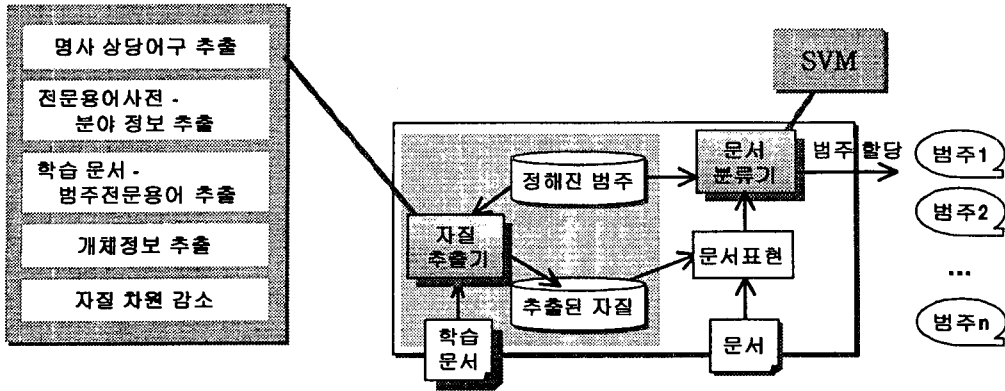 명사 상당어구 추출
전문용어사전 -
분야 정보 추출
학습 문서 -
범주전문용어 추출
개체정보 추출
자질 차원 감소
SVM
정해진 범주
문서
분류기
범주 할당
자질
추출기
추출된 자질
문서표현
학습
문서
문서
범주1
범주2
...
범주n